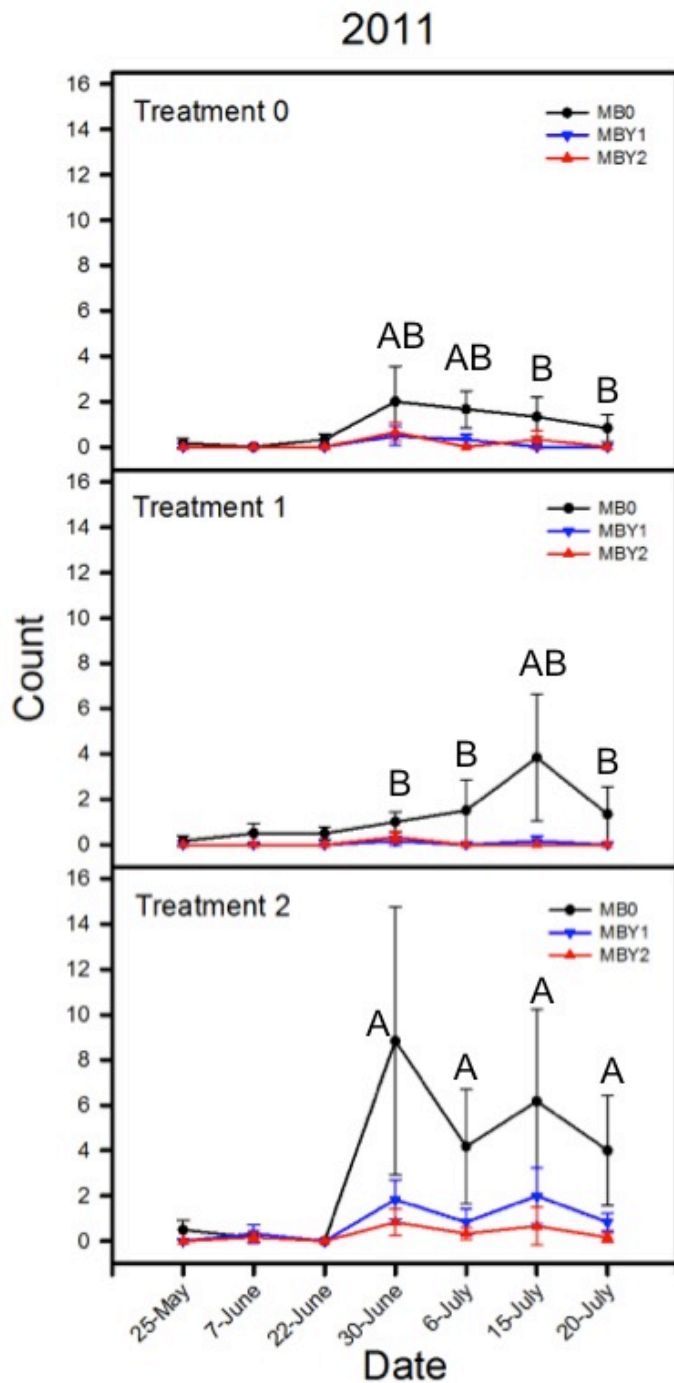 2011
Treatment 0
MB0
MBY1
MBY2
16
14
12
10
8
6
4
2
0
AB
AB
B
B
Treatment 1
MB0
MBY1
MBY2
16
14
12
10
8
6
4
2
0
B
B
AB
B
Treatment 2
MB0
MBY1
MBY2
16
14
12
10
8
6
4
2
0
A
A
A
A
Count
25-May
7-June
22-June
30-June
6-July
15-July
20-July
Date